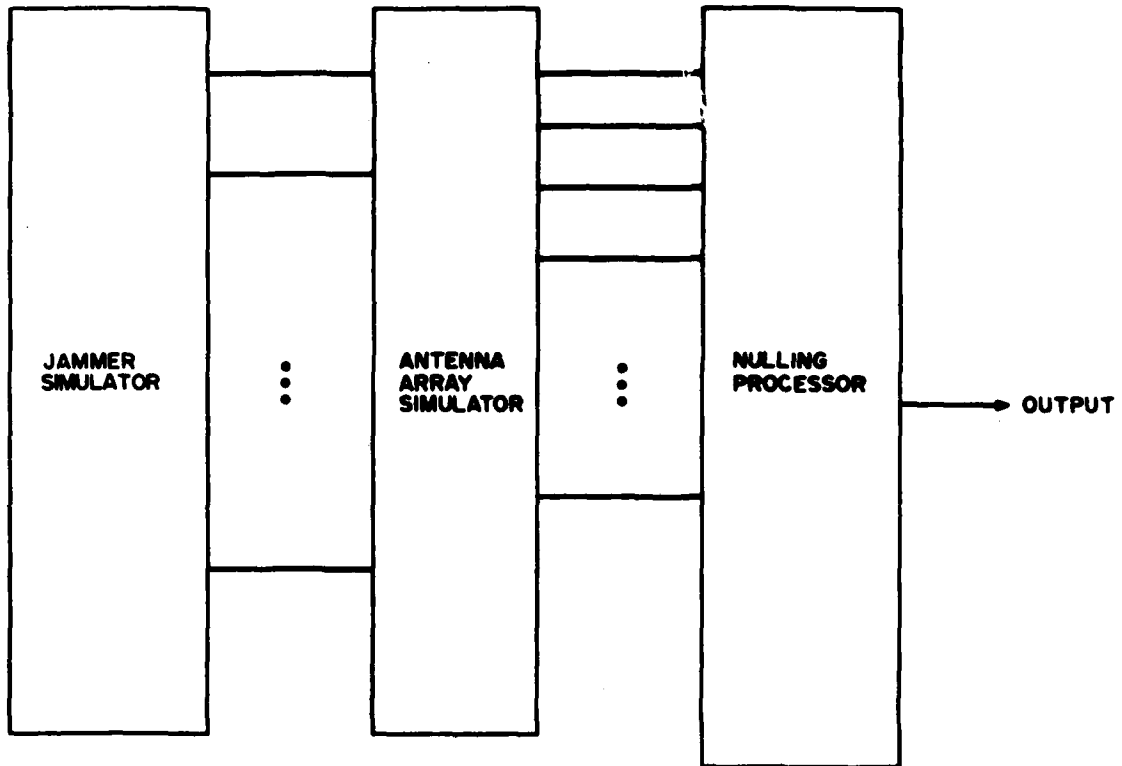 JAMMER
SIMULATOR
ANTENNA
ARRAY
SIMULATOR
NULLING
PROCESSOR
OUTPUT